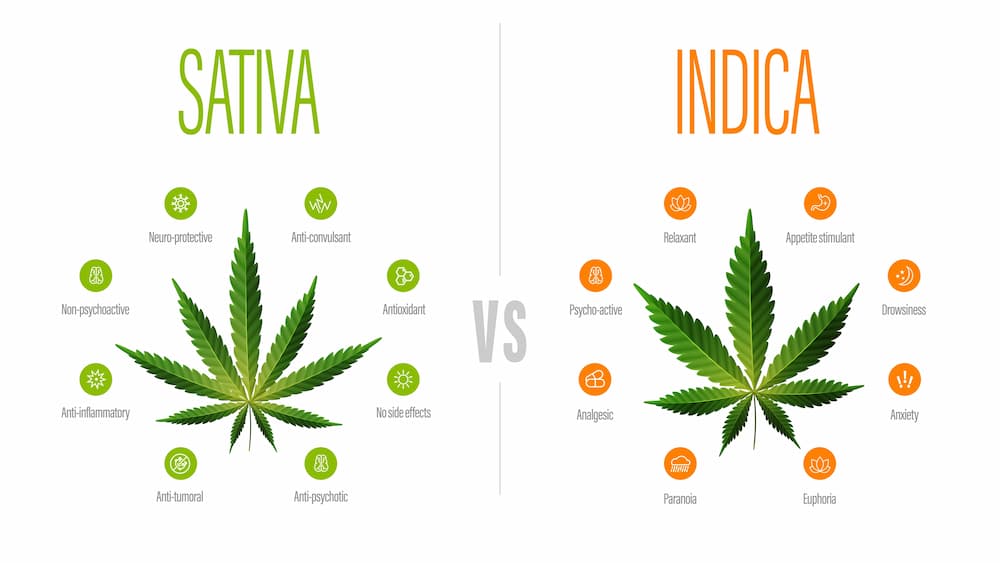 SATIVA
Neuro-protective
Anti-convulsant
Non-psychoactive
Antioxidant
Anti-inflammatory
No side effects
Anti-tumoral
Anti-psychotic
VS
INDICA
Relaxant
Appetite stimulant
Psycho-active
Drowsiness
Analgesic
Anxiety
Paranoia
Euphoria